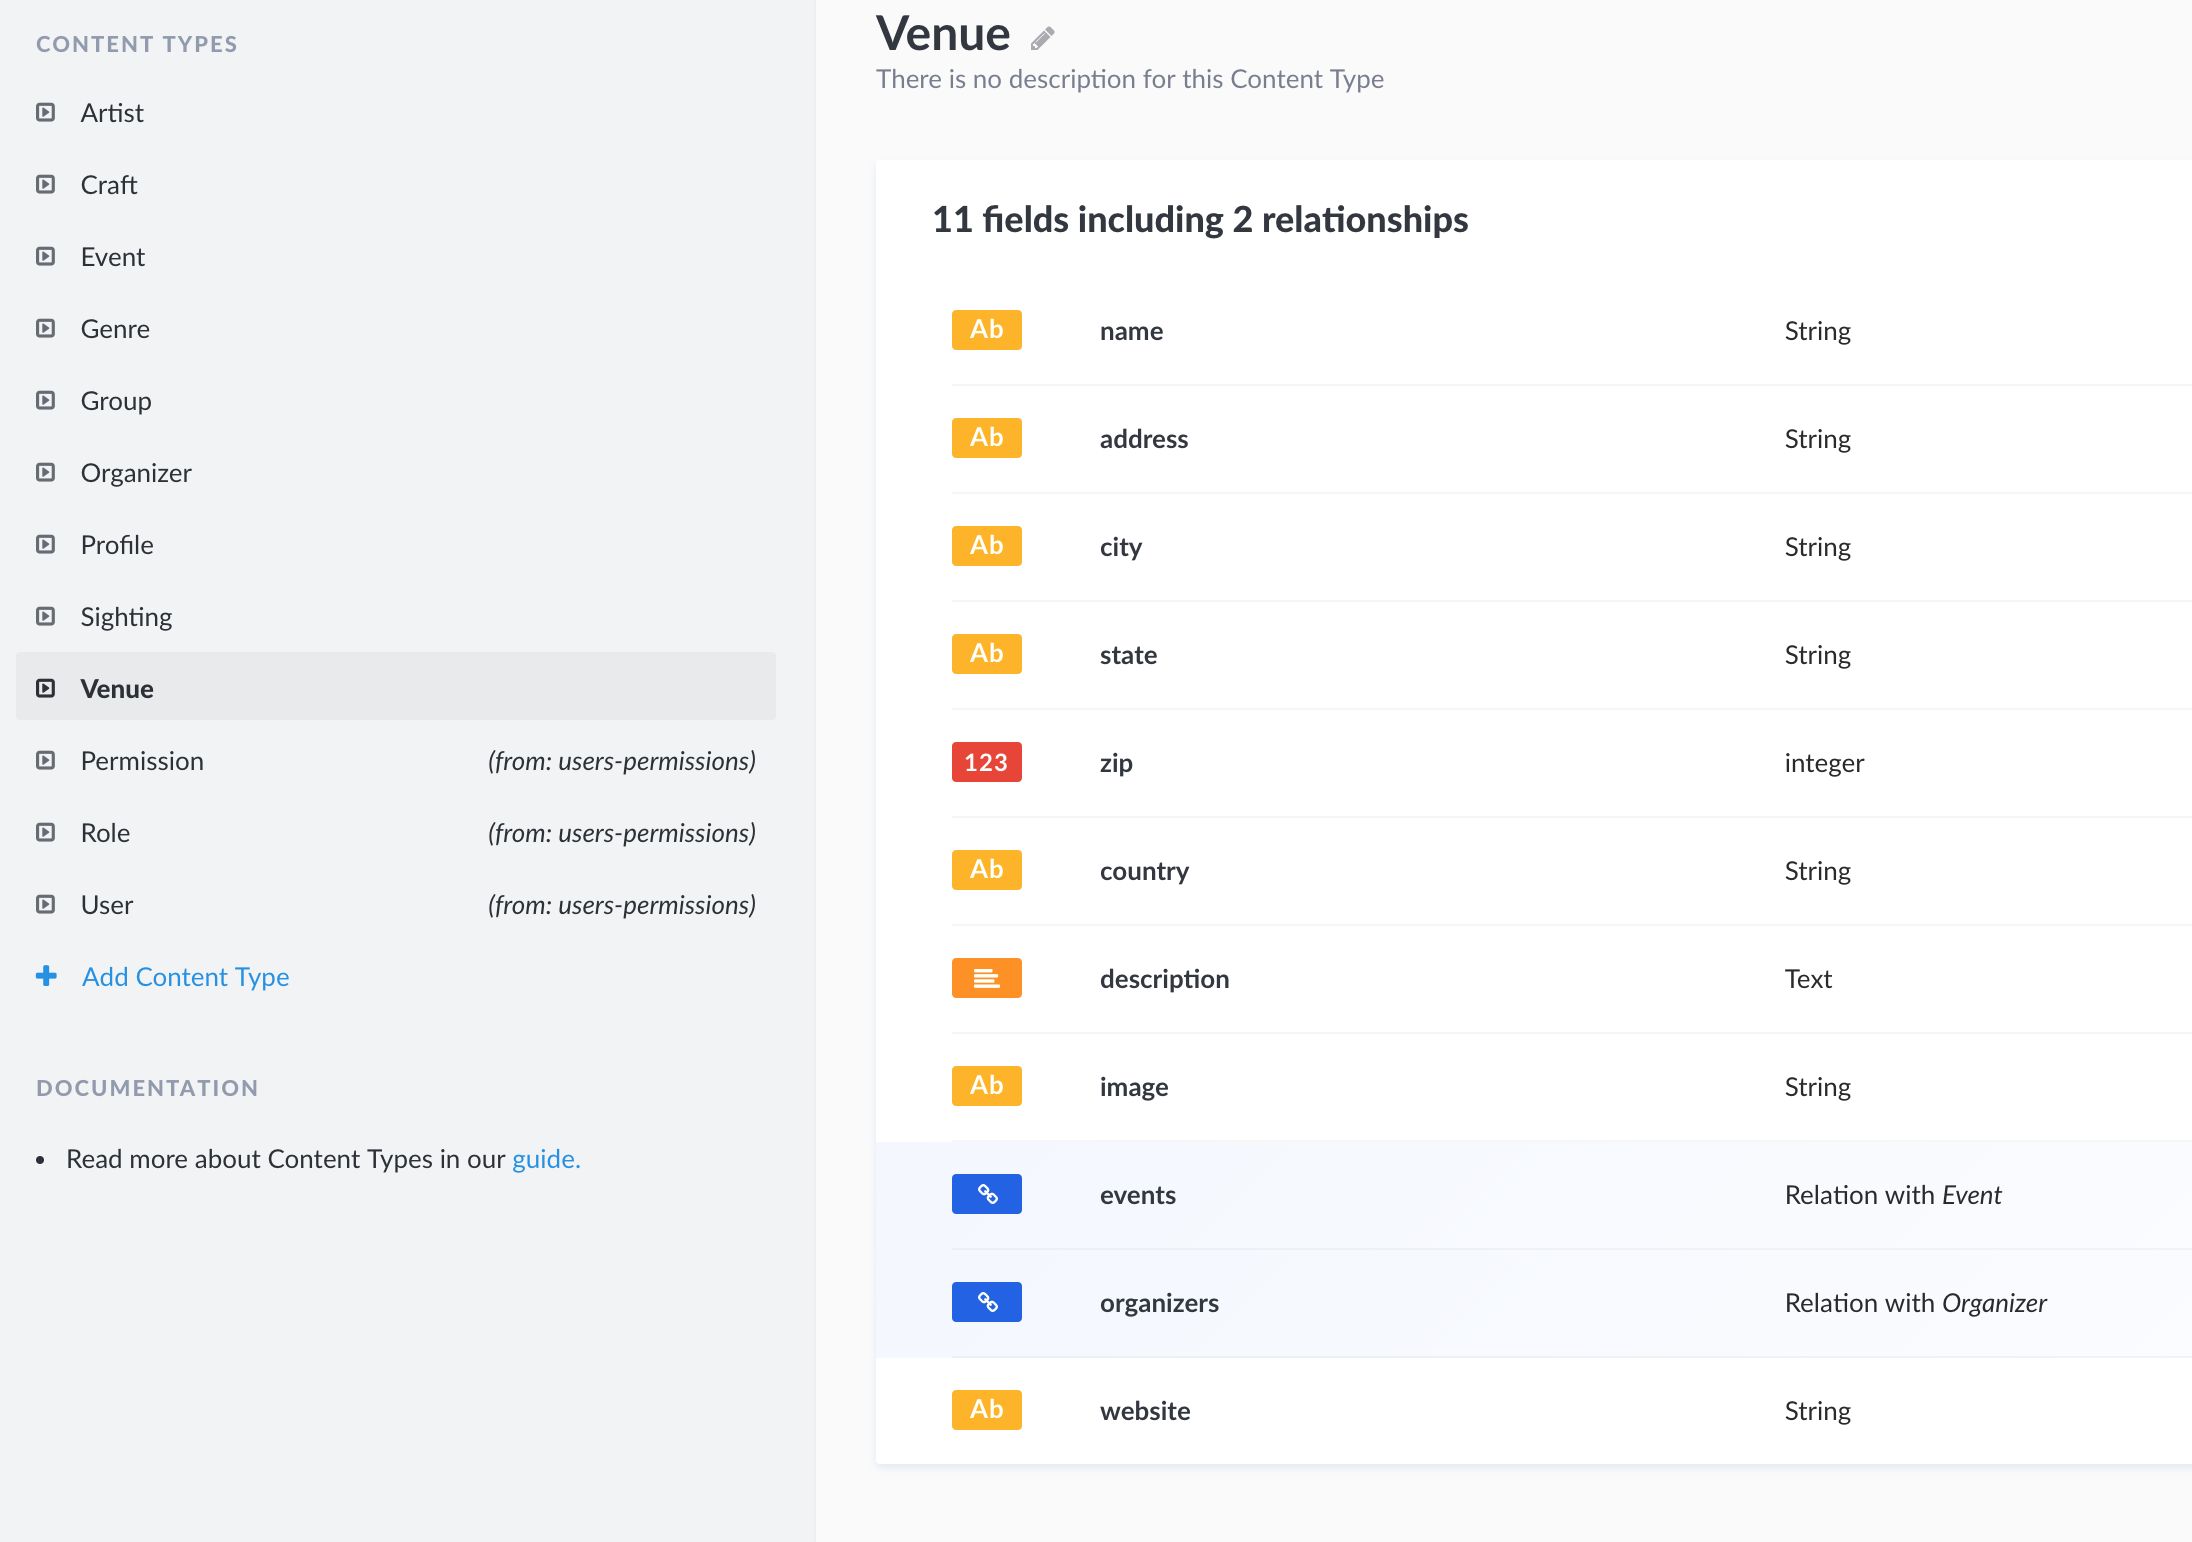 CONTENT TYPES
Artist
Craft
Event
Genre
Group
Organizer
Profile
Sighting
Venue
Permission (from: users-permissions)
Role (from: users-permissions)
User (from: users-permissions)
Add Content Type
DOCUMENTATION
Read more about Content Types in our guide.
Venue
There is no description for this Content Type
11 fields including 2 relationships
Ab name String
Ab address String
Ab city String
Ab state String
123 zip integer
Ab country String
description Text
Ab image String
events Relation with Event
organizers Relation with Organizer
Ab website String